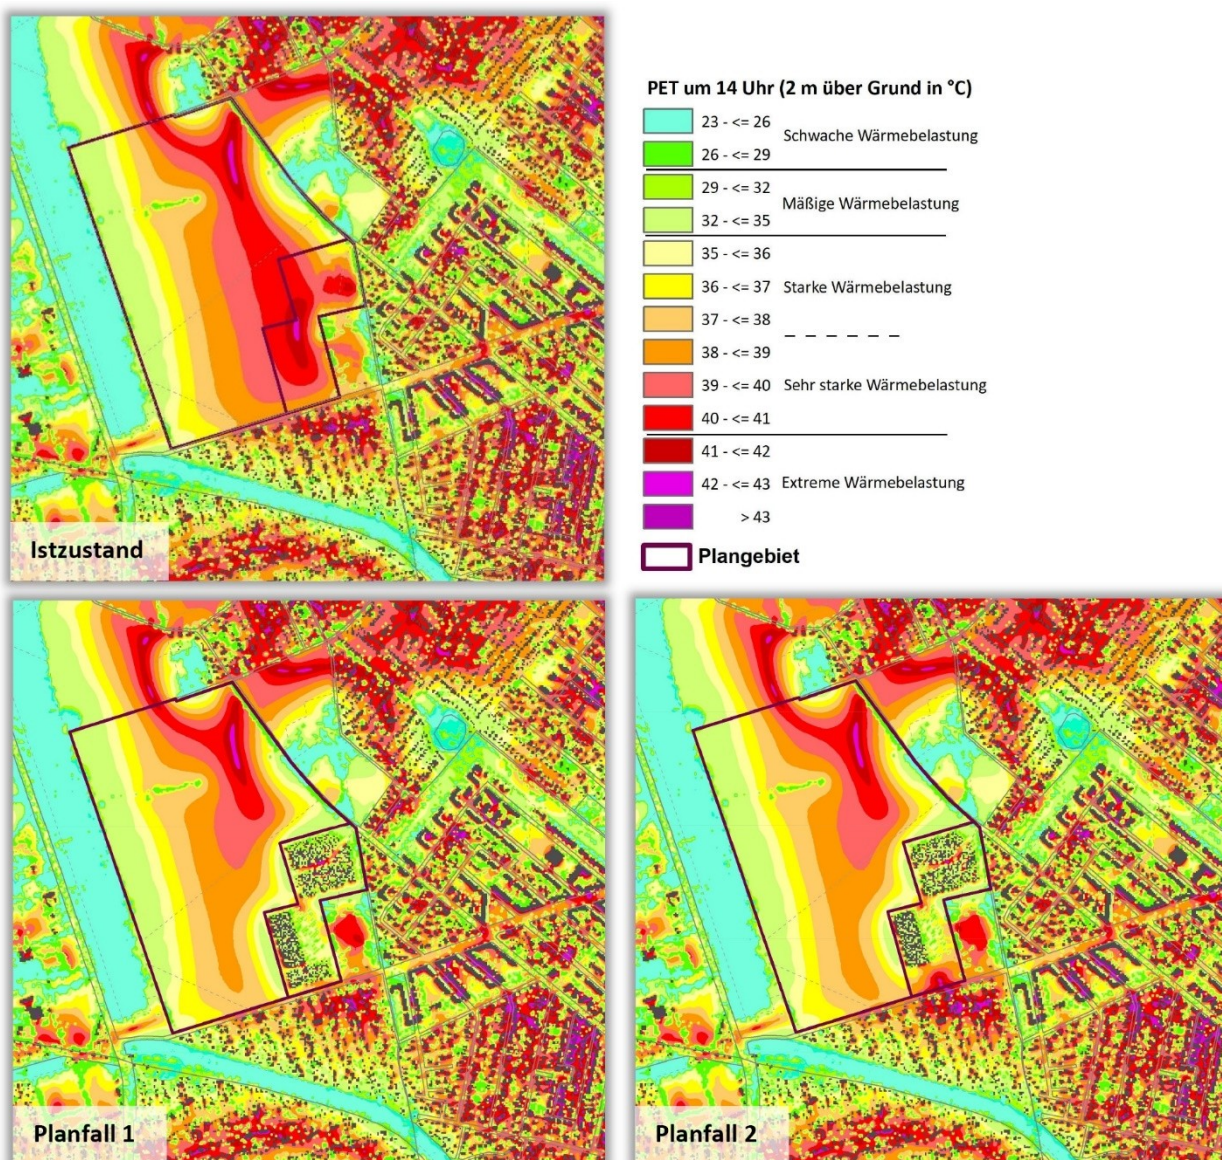 PET um 14 Uhr (2 m über Grund in °C)
23 - <= 26
Schwache Wärmebelastung
26 - <= 29
29 - <= 32
Mäßige Wärmebelastung
32 - <= 35
35 - <= 36
36 - <= 37 Starke Wärmebelastung
37 - <= 38
38 - <= 39
39 - <= 40 Sehr starke Wärmebelastung
40 - <= 41
41 - <= 42
42 - <= 43 Extreme Wärmebelastung
> 43
Plangebiet
Istzustand
Planfall 1
Planfall 2